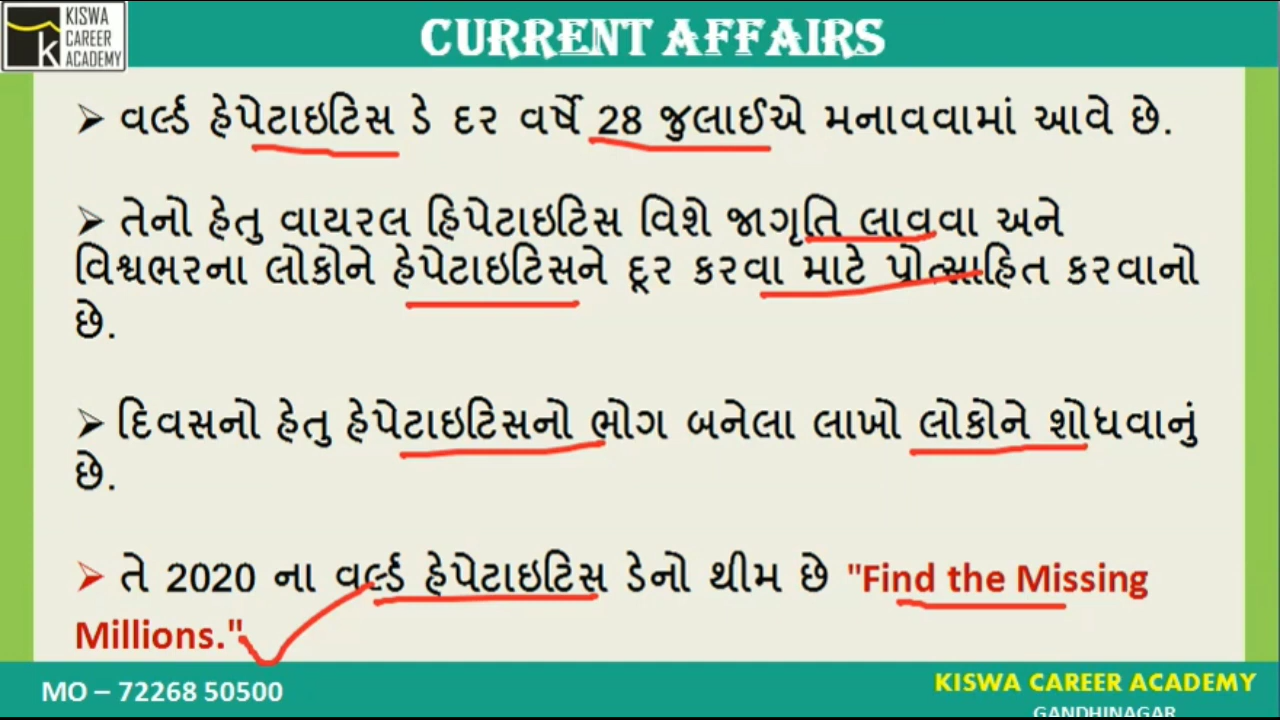 KISWA
CAREER
ACADEMY
k
CURRENT AFFAIRS
➢ વર્લ્ડ હેપેટાઇટિસ ડે દર વર્ષે 28 જુલાઈએ મનાવવામાં આવે છે.
➢ તેનો હેતુ વાયરલ હિપેટાઇટિસ વિશે જાગૃતિ લાવવા અને
વિશ્વભરના લોકોને હેપેટાઇટિસને દૂર કરવા માટે પ્રોત્સાહિત કરવાનો
છે.
➢ દિવસનો હેતુ હેપેટાઇટિસનો ભોગ બનેલા લાખો લોકોને શોધવાનું
છે.
➢ તે 2020 ના વર્લ્ડ હેપેટાઇટિસ ડેનો થીમ છે "Find the Missing
Millions."
MO – 72268 50500
KISWA CAREER ACADEMY
GANDHINAGAR